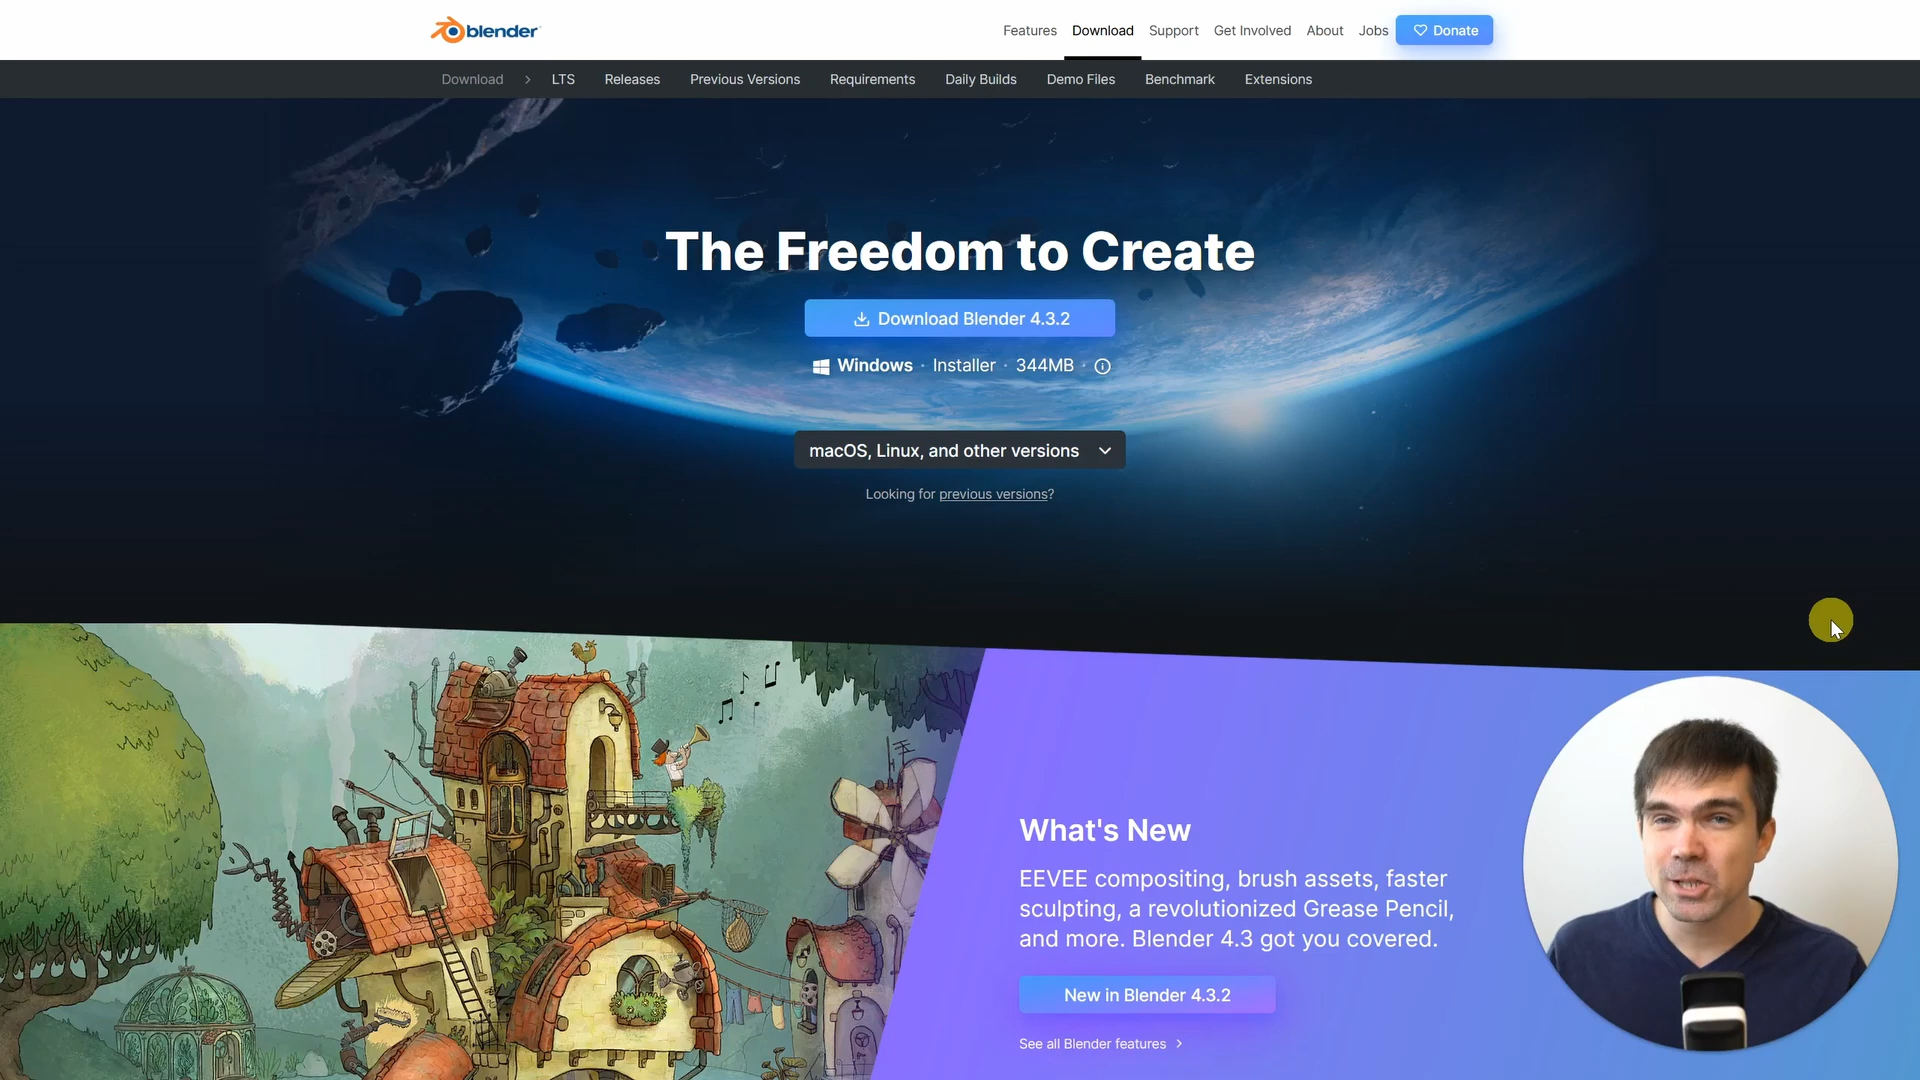 blender
Features
Download
Support
Get Involved
About
Jobs
Donate
Download
LTS
Releases
Previous Versions
Requirements
Daily Builds
Demo Files
Benchmark
Extensions
The Freedom to Create
Download Blender 4.3.2
Windows · Installer · 344MB ·
macOS, Linux, and other versions
Looking for previous versions?
What's New
EEVEE compositing, brush assets, faster
sculpting, a revolutionized Grease Pencil,
and more. Blender 4.3 got you covered.
New in Blender 4.3.2
See all Blender features